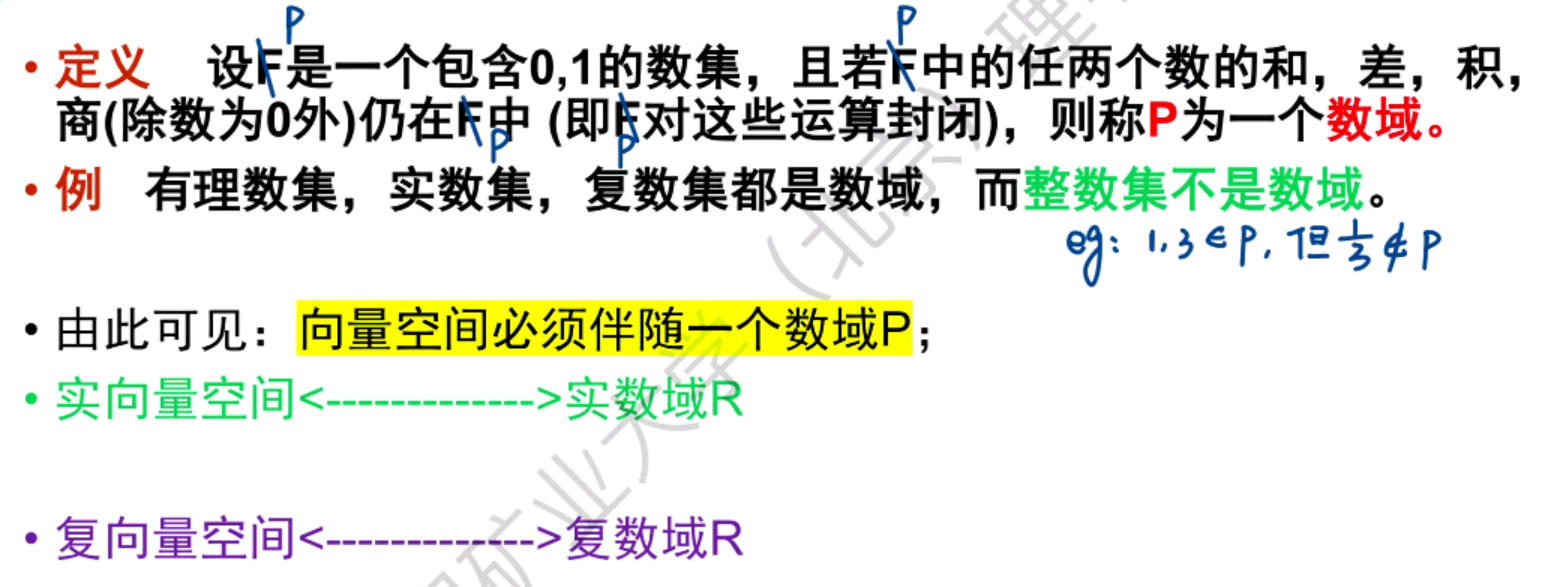 P P
• 定义 设F是一个包含0,1的数集，且若F中的任两个数的和，差，积，
商(除数为0外)仍在F中 (即F对这些运算封闭)，则称P为一个数域。
P P
• 例 有理数集，实数集，复数集都是数域，而整数集不是数域。
eg: 1,3∈P, 但1/3∉P
• 由此可见：向量空间必须伴随一个数域P；
• 实向量空间<------------->实数域R
• 复向量空间<------------->复数域R
矿业大学（北京）理